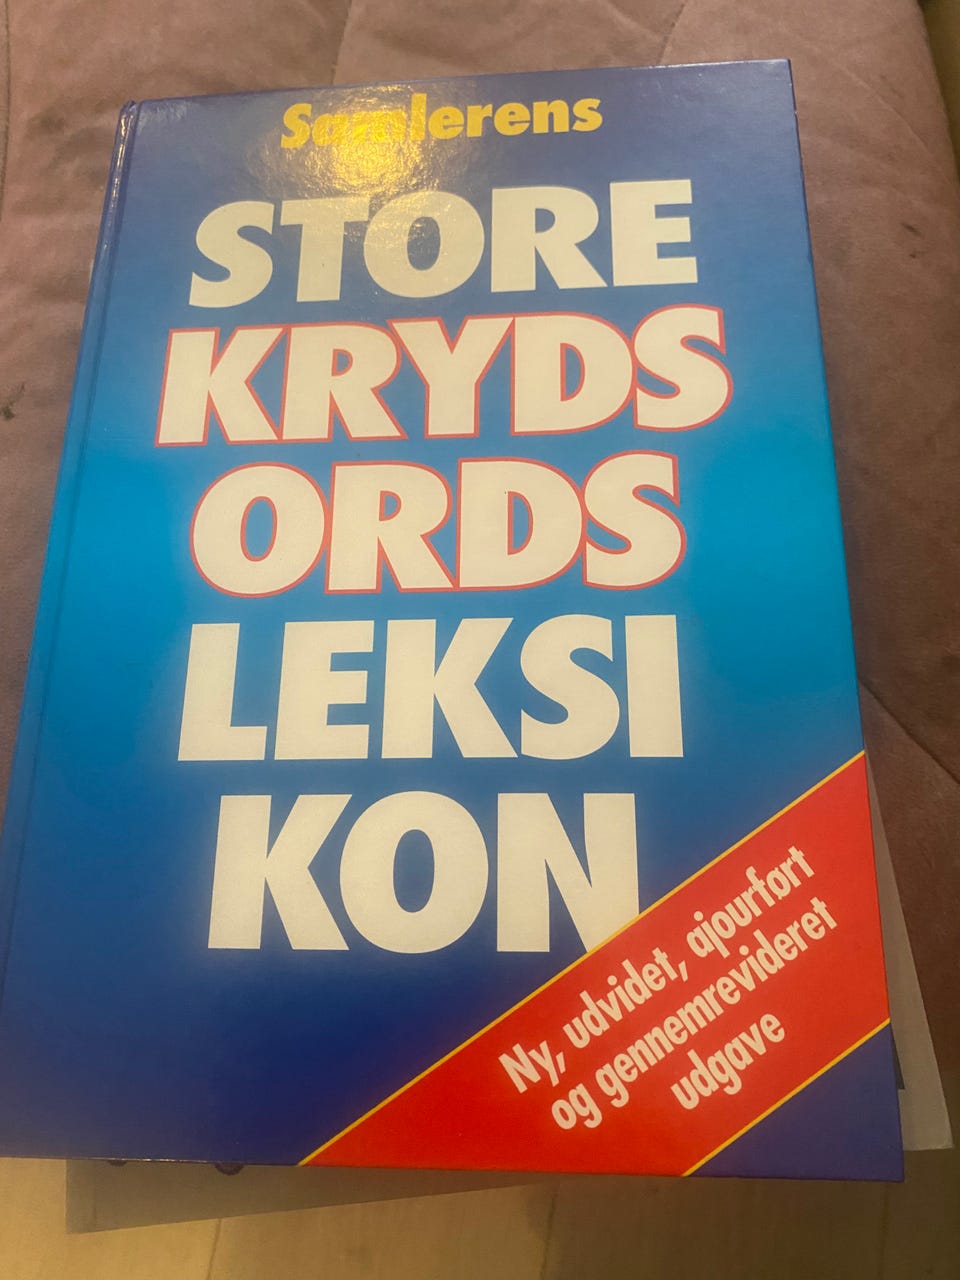 Samlerens
STORE
KRYDS
ORDS
LEKSI
KON
Ny, udvidet, ajourført
og gennemrevideret
udgave